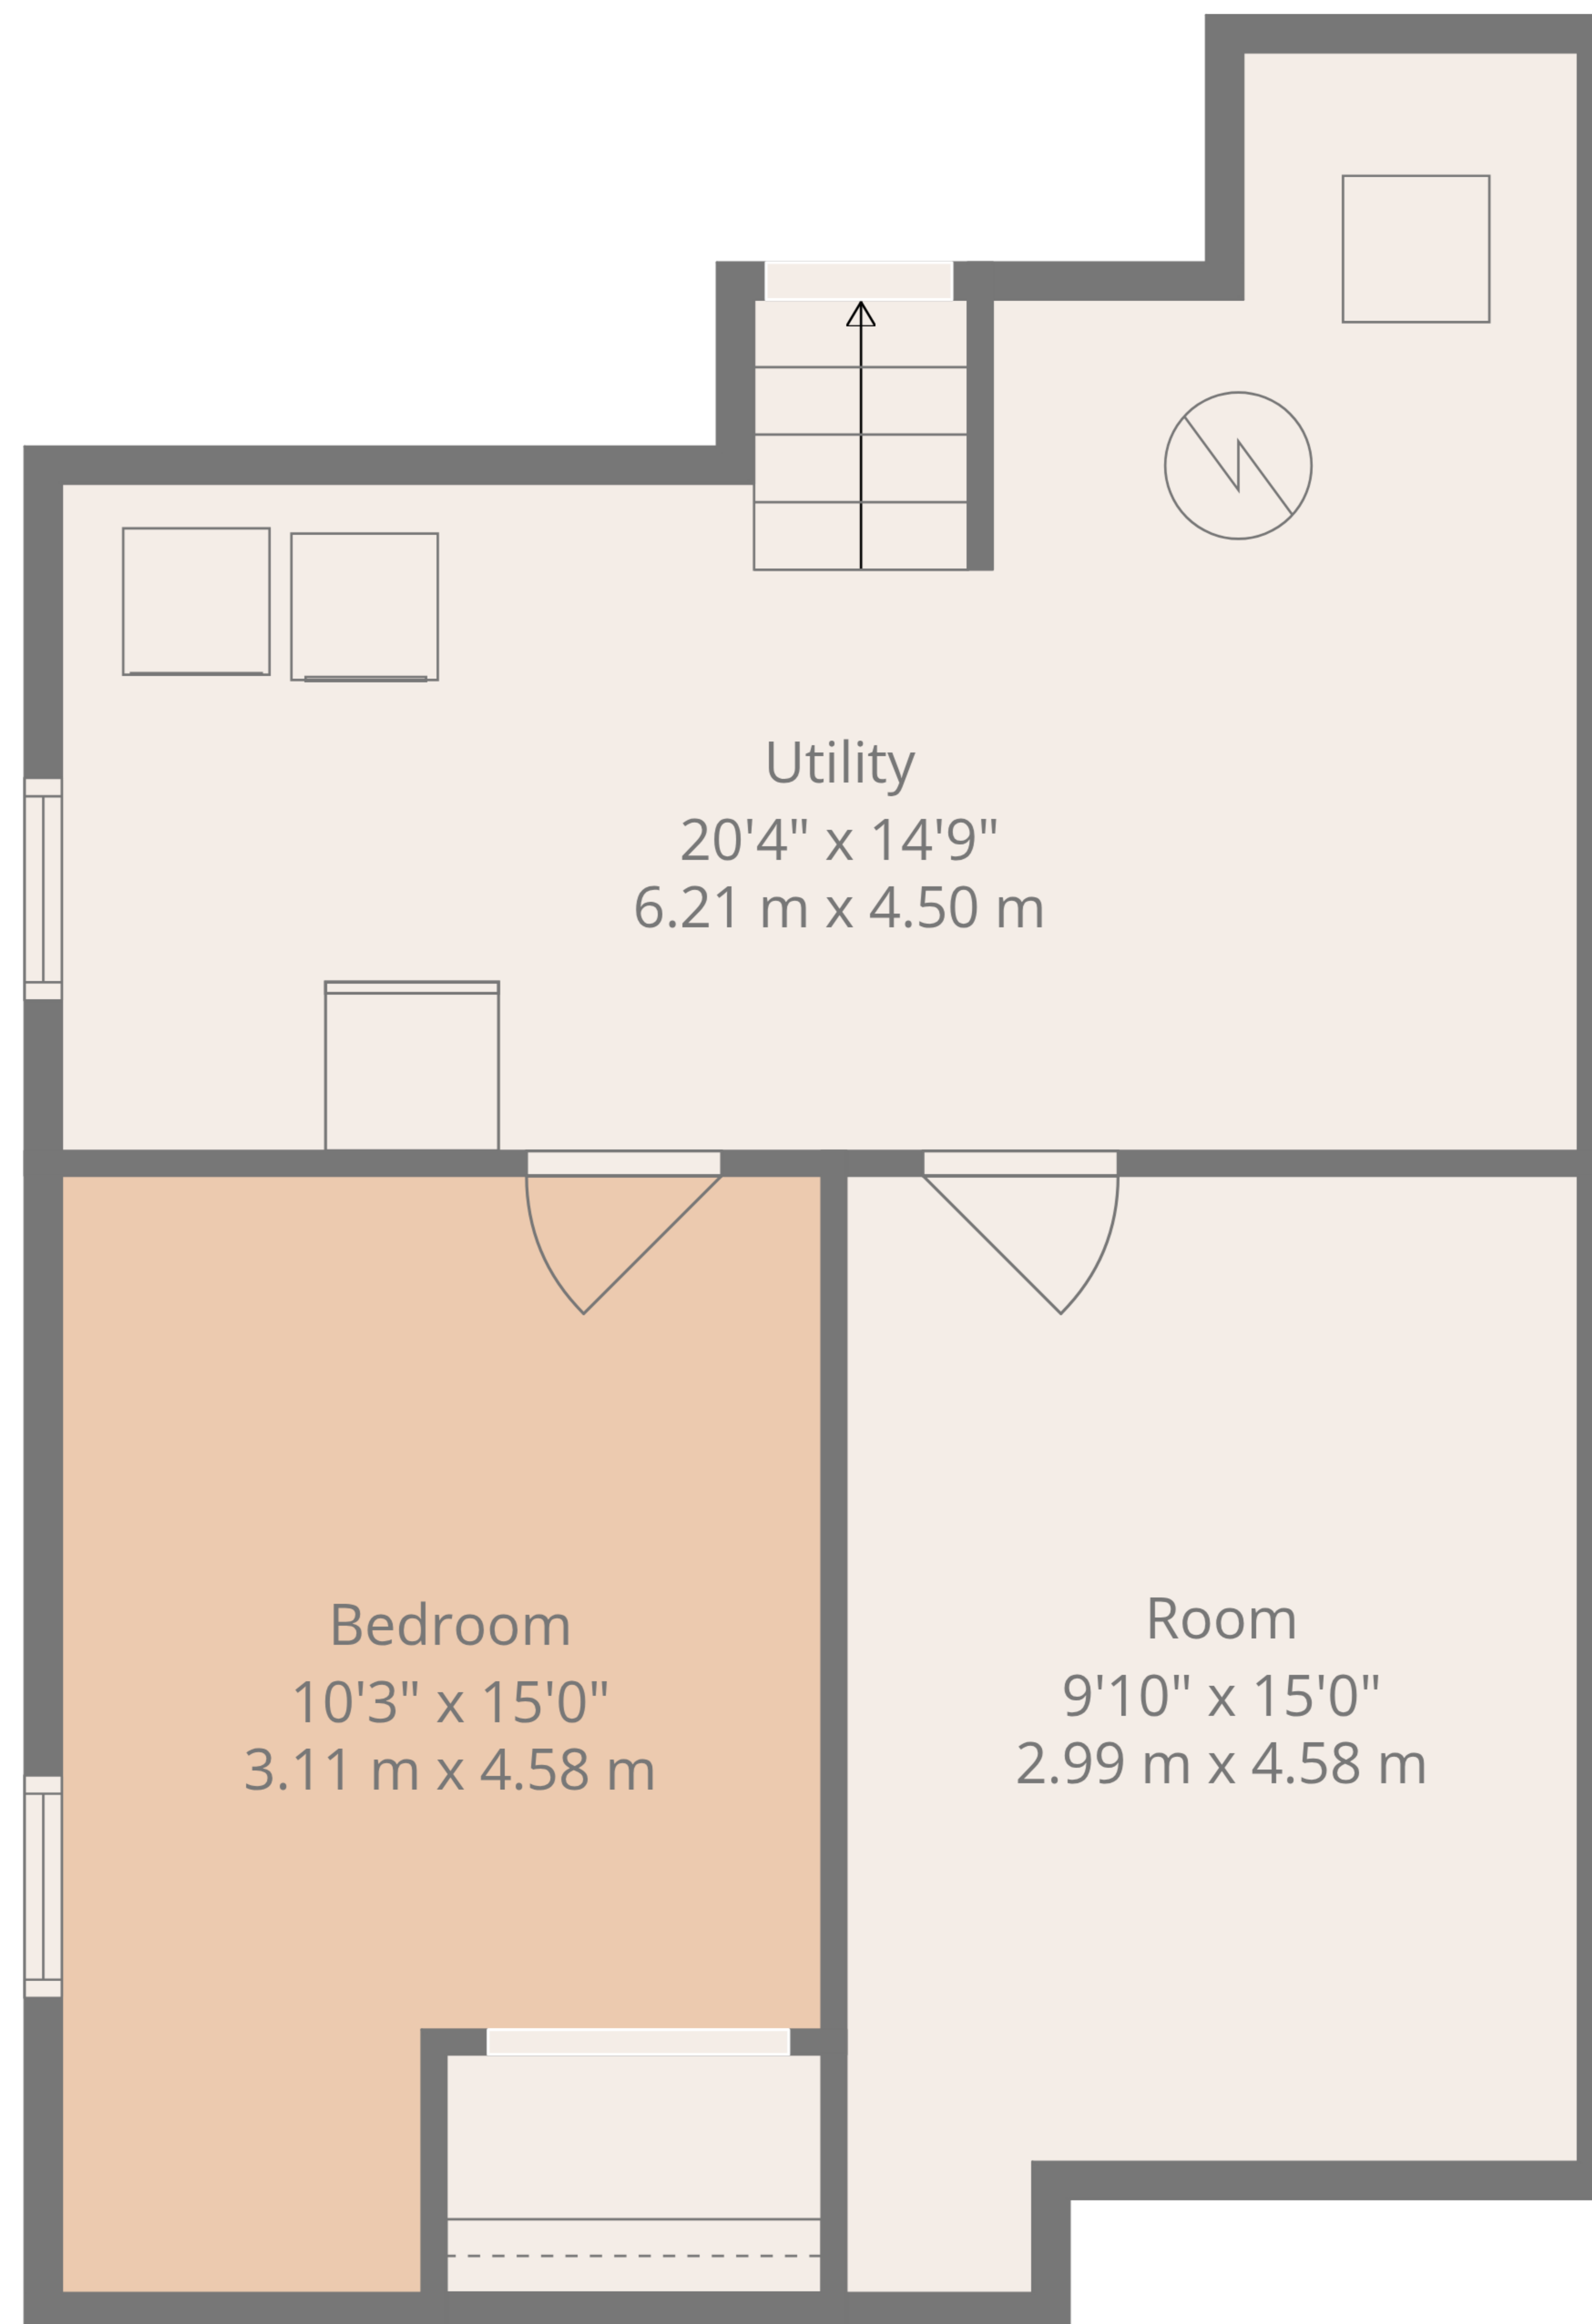 Utility
20'4" x 14'9"
6.21 m x 4.50 m
Bedroom
10'3" x 15'0"
3.11 m x 4.58 m
Room
9'10" x 15'0"
2.99 m x 4.58 m